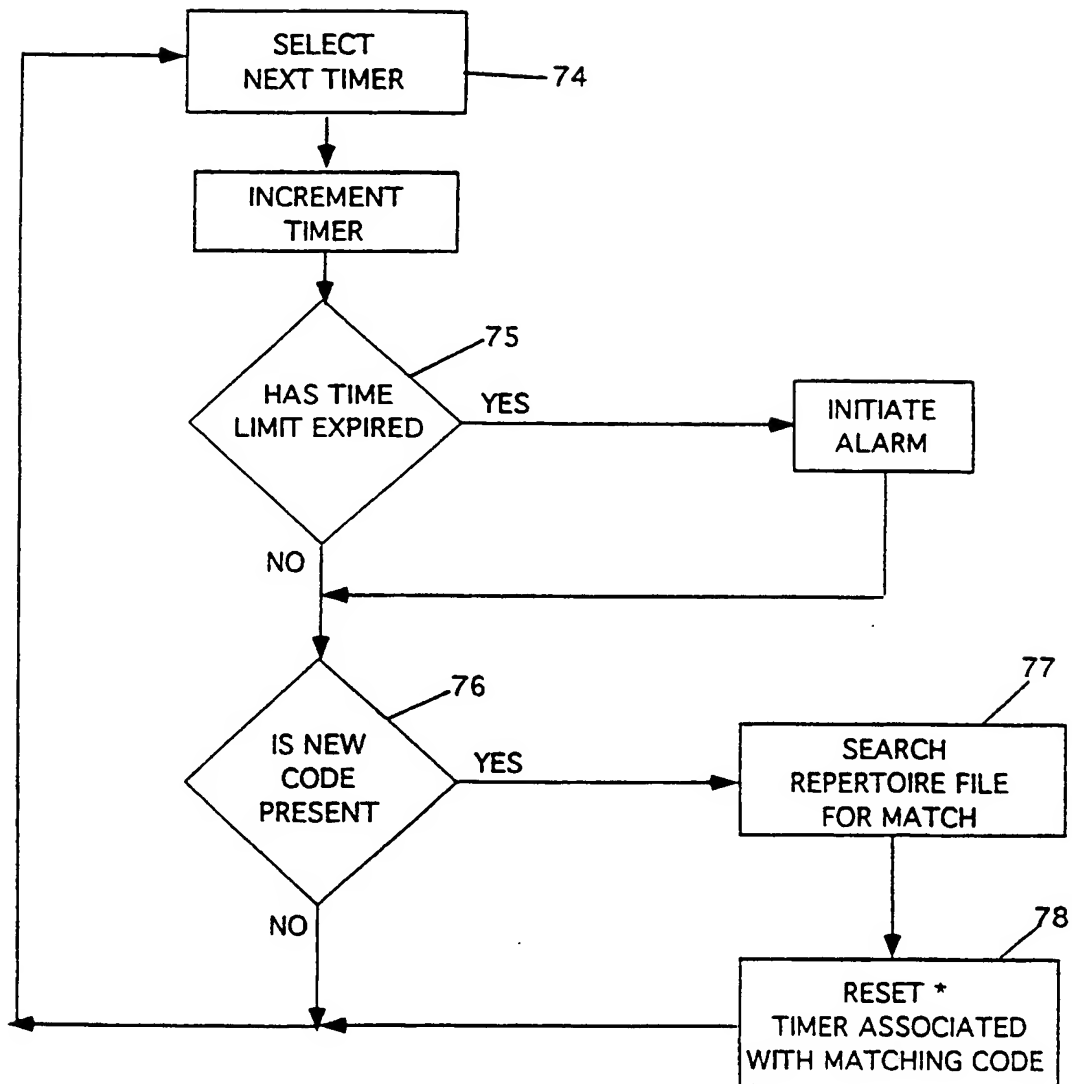 SELECT
NEXT TIMER
74
INCREMENT
TIMER
75
HAS TIME
LIMIT EXPIRED
YES
INITIATE
ALARM
NO
76
77
IS NEW
CODE
PRESENT
YES
SEARCH
REPERTOIRE FILE
FOR MATCH
NO
78
RESET *
TIMER ASSOCIATED
WITH MATCHING CODE